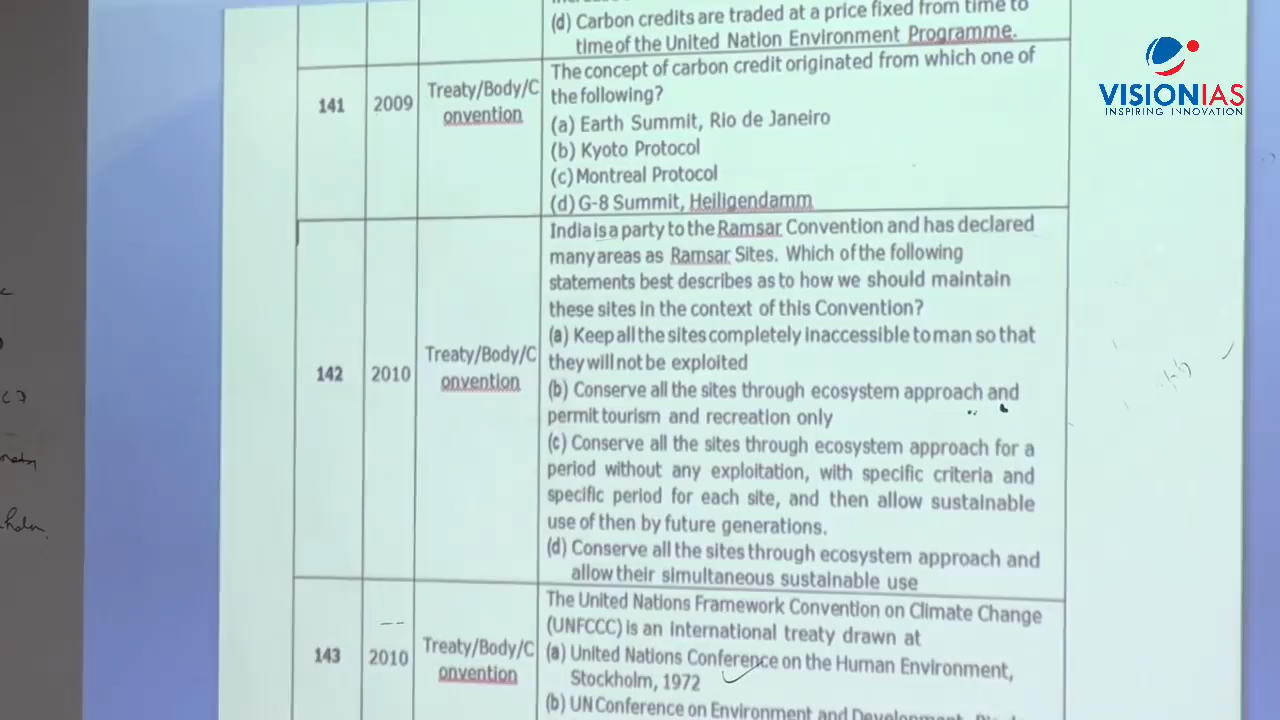 (d) Carbon credits are traded at a price fixed from time to
time of the United Nation Environment Programme.
141
2009
Treaty/Body/C
onvention
The concept of carbon credit originated from which one of
the following?
(a) Earth Summit, Rio de Janeiro
(b) Kyoto Protocol
(c) Montreal Protocol
(d) G-8 Summit, Heiligendamm
142
2010
Treaty/Body/C
onvention
India is a party to the Ramsar Convention and has declared
many areas as Ramsar Sites. Which of the following
statements best describes as to how we should maintain
these sites in the context of this Convention?
(a) Keep all the sites completely inaccessible to man so that
they will not be exploited
(b) Conserve all the sites through ecosystem approach and
permit tourism and recreation only
(c) Conserve all the sites through ecosystem approach for a
period without any exploitation, with specific criteria and
specific period for each site, and then allow sustainable
use of then by future generations.
(d) Conserve all the sites through ecosystem approach and
allow their simultaneous sustainable use
143
2010
Treaty/Body/C
onvention
The United Nations Framework Convention on Climate Change
(UNFCCC) is an International treaty drawn at
(a) United Nations Conference on the Human Environment,
Stockholm, 1972
(b) UN Conference on Environment and Development,
VISIONIAS
INSPIRING INNOVATION